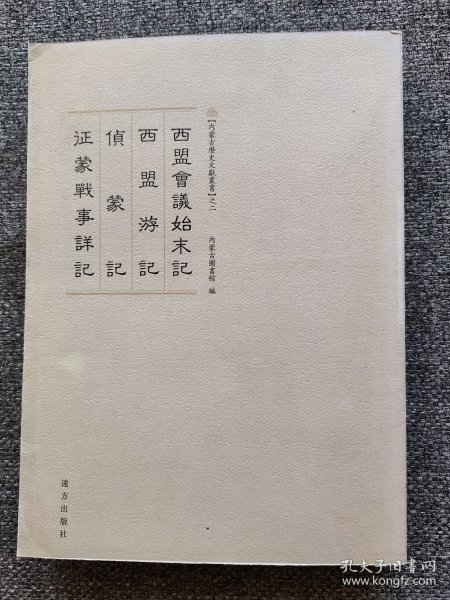 【内蒙古歷史文獻叢書】之二
内蒙古圖書館 編
西盟會議始末記
西盟游記
偵蒙記
征蒙戰事詳記
遠方出版社
孔夫子旧书网
www.kongfz.com